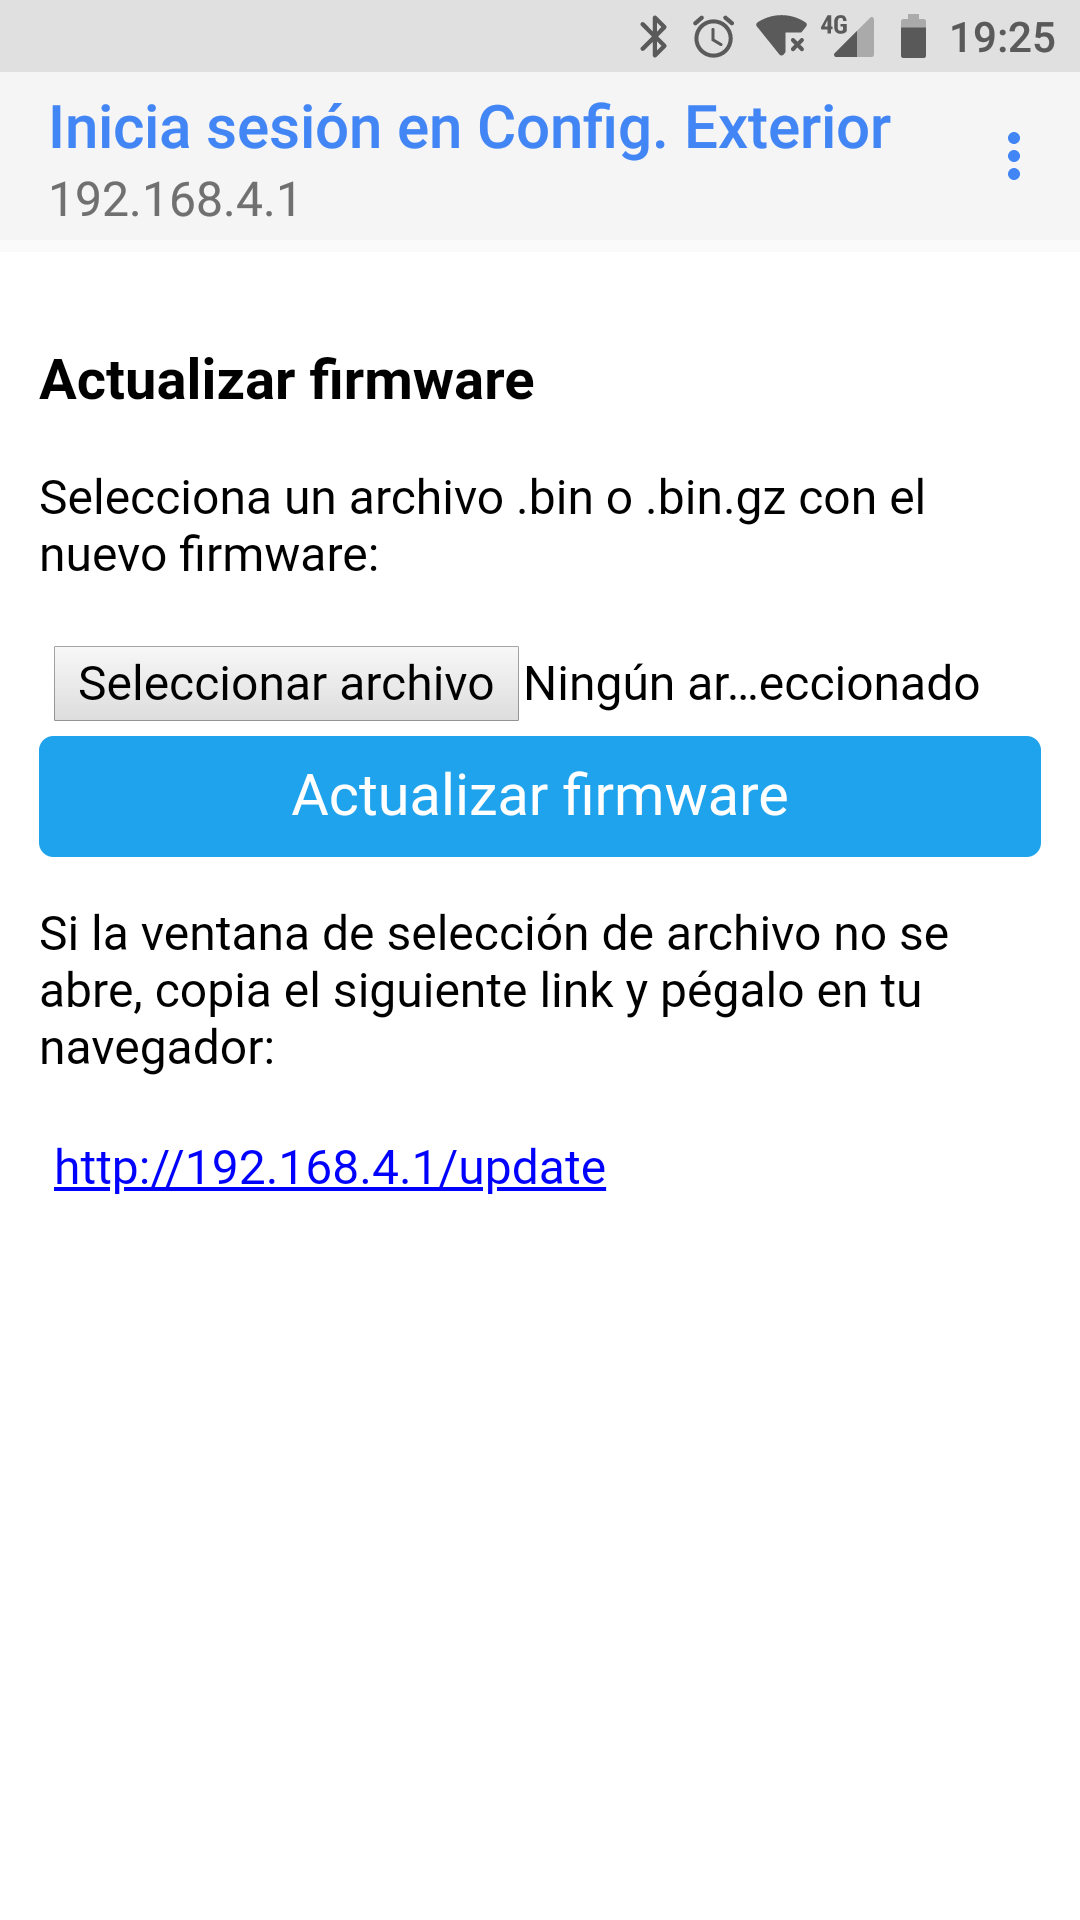 4G 19:25
Inicia sesión en Config. Exterior
192.168.4.1
Actualizar firmware
Selecciona un archivo .bin o .bin.gz con el
nuevo firmware:
Seleccionar archivo Ningún ar…eccionado
Actualizar firmware
Si la ventana de selección de archivo no se
abre, copia el siguiente link y pégalo en tu
navegador:
http://192.168.4.1/update